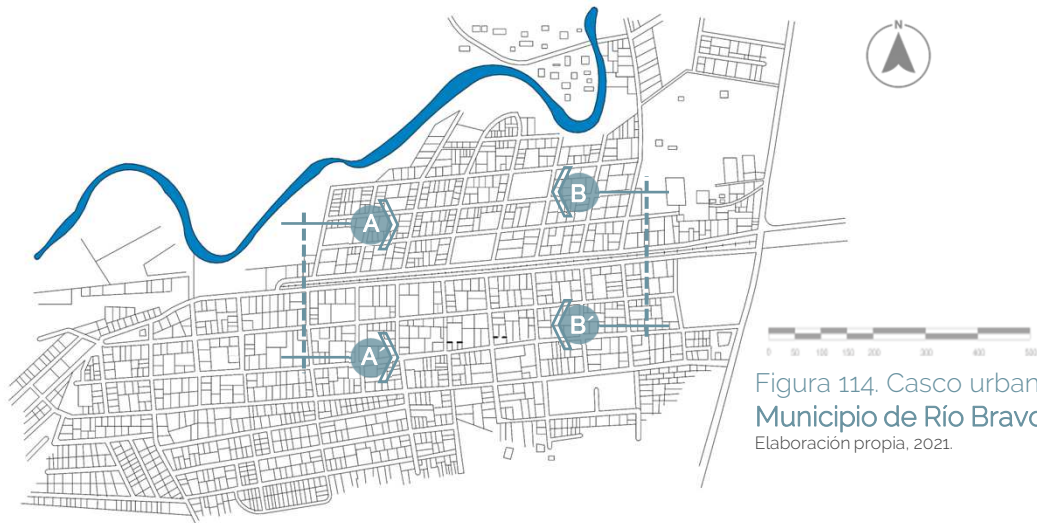 N
B
A
B´
A´
0 50 100 150 200 300 400 500
Figura 114. Casco urban
Municipio de Río Bravo
Elaboración propia, 2021.